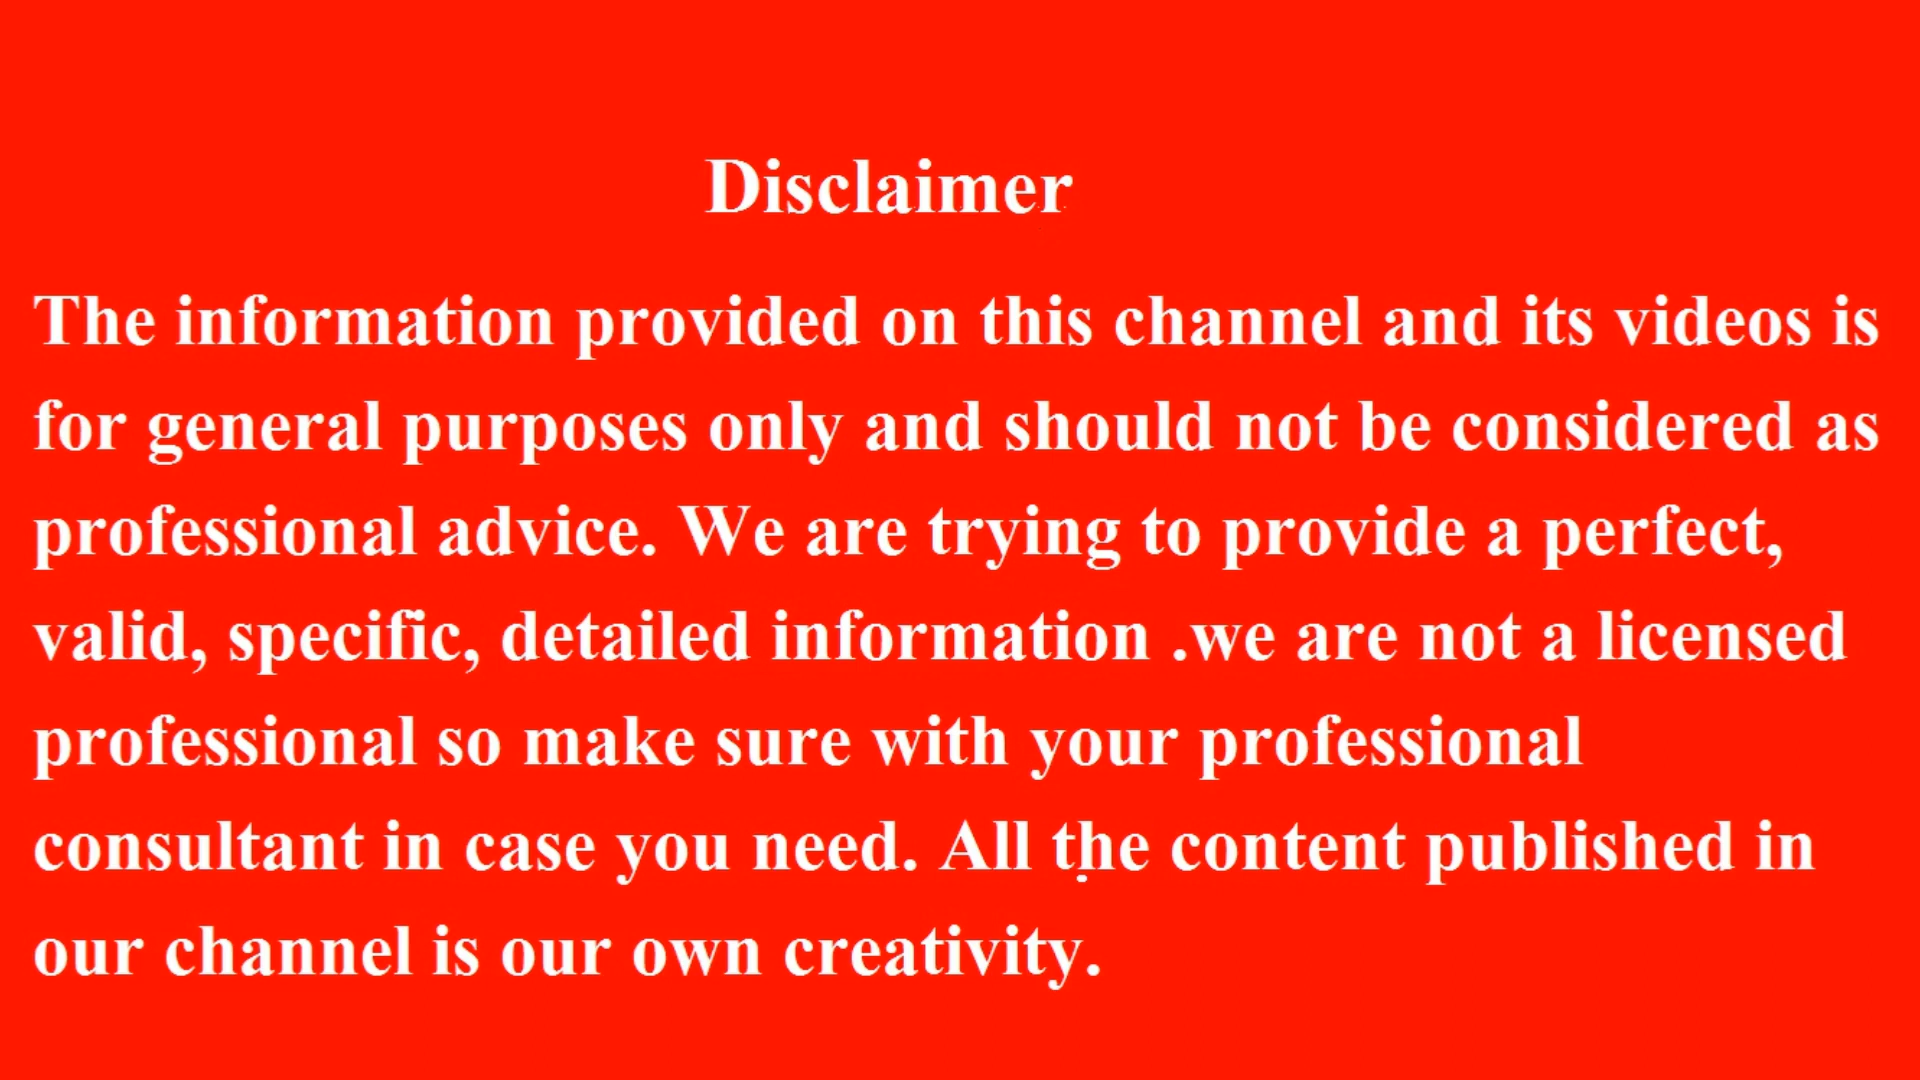 Disclaimer
The information provided on this channel and its videos is
for general purposes only and should not be considered as
professional advice. We are trying to provide a perfect,
valid, specific, detailed information .we are not a licensed
professional so make sure with your professional
consultant in case you need. All the content published in
our channel is our own creativity.